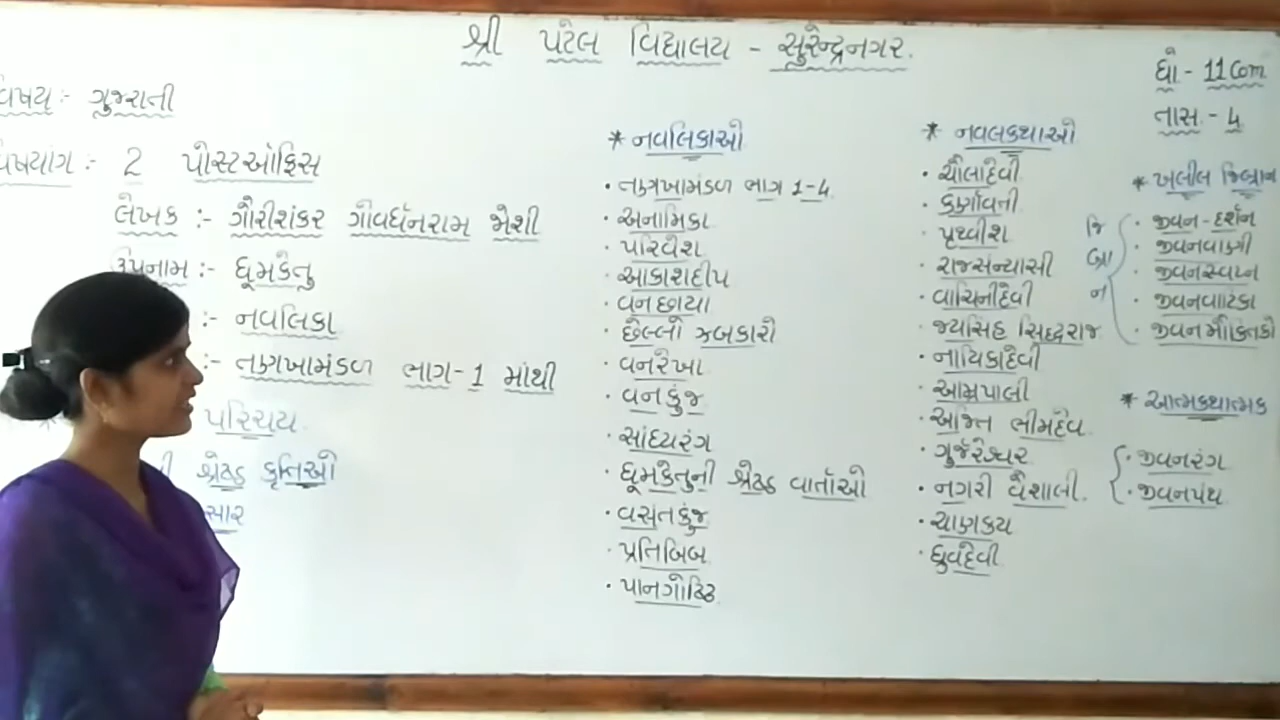 શ્રી પટેલ વિદ્યાલય - સુરેન્દ્રનગર.
ધો - 11 Com
તાસ - 4
વિષય :- ગુજરાતી
વિષયાંગ :- 2 પોસ્ટઑફિસ
લેખક :- ગૌરીશંકર ગોવર્ધનરામ જોશી
ઉપનામ :- ધૂમકેતુ
:- નવલિકા
:- તણખામંડળ ભાગ-1 માંથી
પરિચય
શ્રેષ્ઠ કૃતિઓ
સાર
* નવલિકાઓ
· તણખામંડળ ભાગ 1-4
· અનામિકા
· પરિવેશ
· આકાશદીપ
· વનછાયા
· છેલ્લો ઝબકારો
· વનરેખા
· વનકુંજ
· સાંધ્યરંગ
· ધૂમકેતુની શ્રેષ્ઠ વાર્તાઓ
· વસંતકુંજ
· પ્રતિબિંબ
· પાનગોષ્ઠિ
* નવલકથાઓ
· ચૌલાદેવી
· કર્ણાવતી
· પૃથ્વીશ
· રાજસન્યાસી
· વાચિનીદેવી
· જયસિંહ સિદ્ધરાજ
· નાયિકાદેવી
· આમ્રપાલી
· અજિત ભીમદેવ
· ગુર્જરેશ્વર
· નગરી વૈશાલી.
· ચાણક્ય
· ધ્રુવદેવી
* ખલીલ જિબ્રાન
જિ
બ્રા
ન
· જીવન - દર્શન
· જીવનવાણી
· જીવનસ્વપ્ન
· જીવનવાટિકા
· જીવનમૌક્તિકો
* આત્મકથાત્મક
· જીવનરંગ
· જીવનપંથ